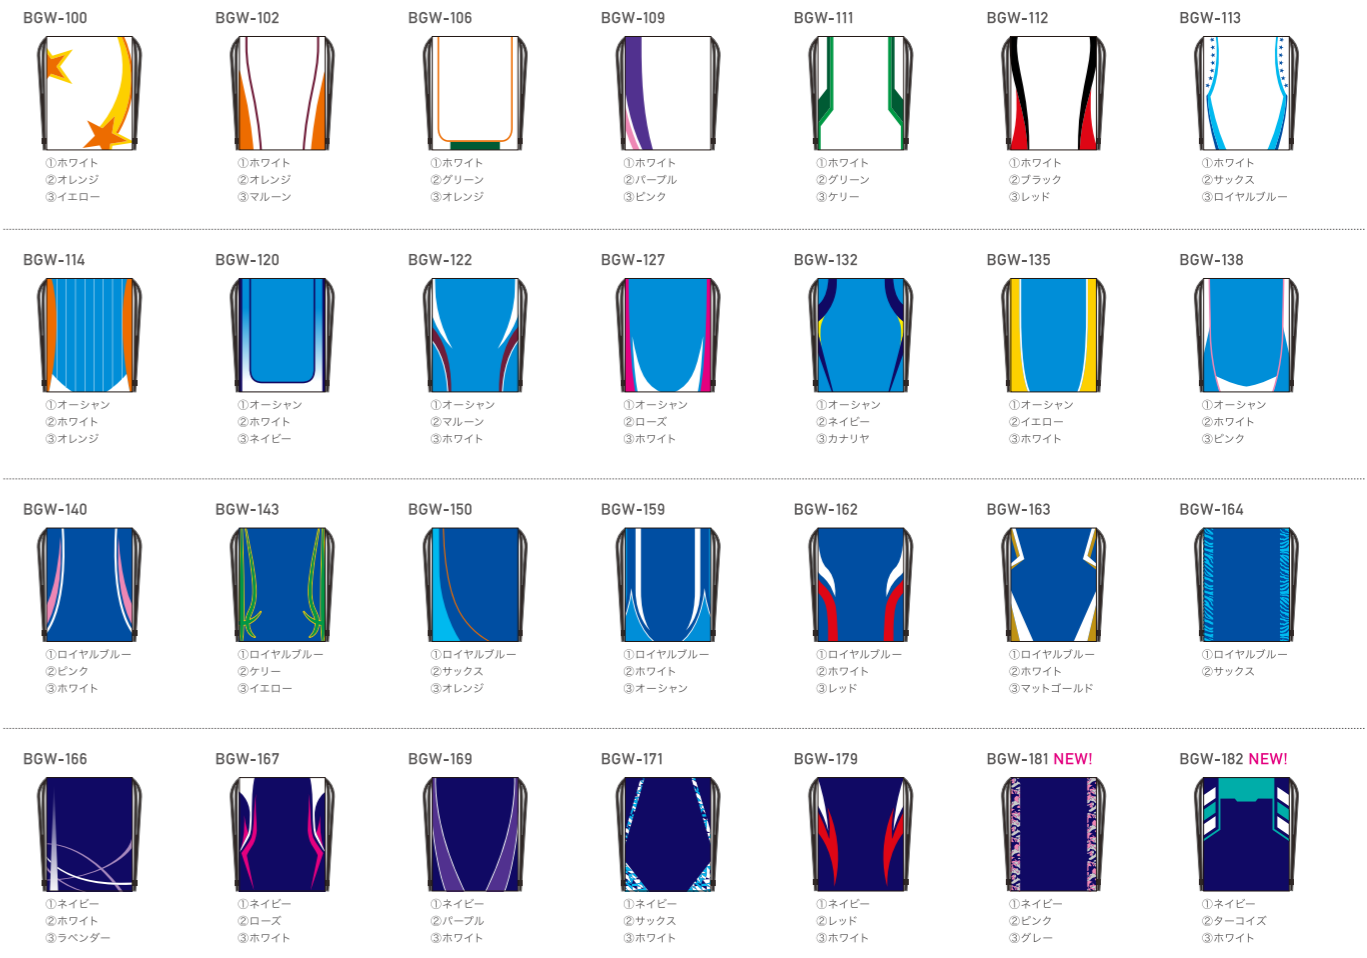 BGW-100
①ホワイト
②オレンジ
③イエロー
BGW-102
①ホワイト
②オレンジ
③マルーン
BGW-106
①ホワイト
②グリーン
③オレンジ
BGW-109
①ホワイト
②パープル
③ピンク
BGW-111
①ホワイト
②グリーン
③ケリー
BGW-112
①ホワイト
②ブラック
③レッド
BGW-113
①ホワイト
②サックス
③ロイヤルブルー
BGW-114
①オーシャン
②ホワイト
③オレンジ
BGW-120
①オーシャン
②ホワイト
③ネイビー
BGW-122
①オーシャン
②マルーン
③ホワイト
BGW-127
①オーシャン
②ローズ
③ホワイト
BGW-132
①オーシャン
②ネイビー
③カナリヤ
BGW-135
①オーシャン
②イエロー
③ホワイト
BGW-138
①オーシャン
②ホワイト
③ピンク
BGW-140
①ロイヤルブルー
②ピンク
③ホワイト
BGW-143
①ロイヤルブルー
②ケリー
③イエロー
BGW-150
①ロイヤルブルー
②サックス
③オレンジ
BGW-159
①ロイヤルブルー
②ホワイト
③オーシャン
BGW-162
①ロイヤルブルー
②ホワイト
③レッド
BGW-163
①ロイヤルブルー
②ホワイト
③マットゴールド
BGW-164
①ロイヤルブルー
②サックス
BGW-166
①ネイビー
②ホワイト
③ラベンダー
BGW-167
①ネイビー
②ローズ
③ホワイト
BGW-169
①ネイビー
②パープル
③ホワイト
BGW-171
①ネイビー
②サックス
③ホワイト
BGW-179
①ネイビー
②レッド
③ホワイト
BGW-181 NEW!
①ネイビー
②ピンク
③グレー
BGW-182 NEW!
①ネイビー
②ターコイズ
③ホワイト